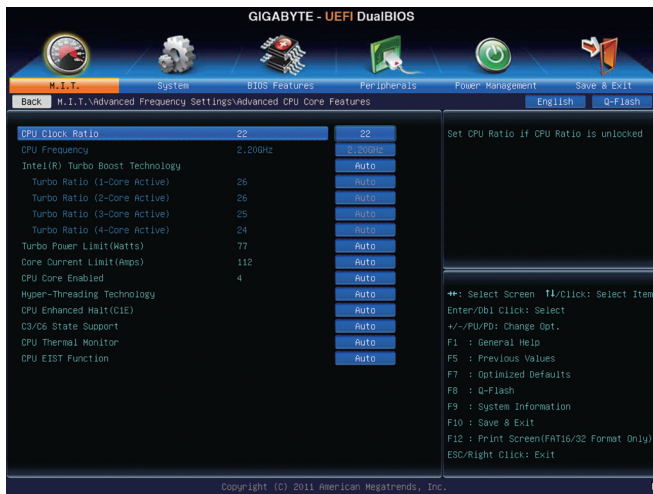 GIGABYTE - UEFI DualBIOS
M.I.T. System BIOS Features Peripherals Power Management Save & Exit
Back M.I.T.\Advanced Frequency Settings\Advanced CPU Core Features English Q-Flash
CPU Clock Ratio 22 22
Set CPU Ratio if CPU Ratio is unlocked
CPU Frequency 2.20GHz 2.20GHz
Intel(R) Turbo Boost Technology Auto
Turbo Ratio (1-Core Active) 26 Auto
Turbo Ratio (2-Core Active) 26 Auto
Turbo Ratio (3-Core Active) 25 Auto
Turbo Ratio (4-Core Active) 24 Auto
Turbo Power Limit(Watts) 77 Auto
Core Current Limit(Amps) 112 Auto
CPU Core Enabled 4 Auto
Hyper-Threading Technology Auto
CPU Enhanced Halt(C1E) Auto
C3/C6 State Support Auto
CPU Thermal Monitor Auto
CPU EIST Function Auto
→←: Select Screen ↑↓/Click: Select Item
Enter/Dbl Click: Select
+/-/PU/PD: Change Opt.
F1 : General Help
F5 : Previous Values
F7 : Optimized Defaults
F8 : Q-Flash
F9 : System Information
F10 : Save & Exit
F12 : Print Screen(FAT16/32 Format Only)
ESC/Right Click: Exit
Copyright (C) 2011 American Megatrends, Inc.